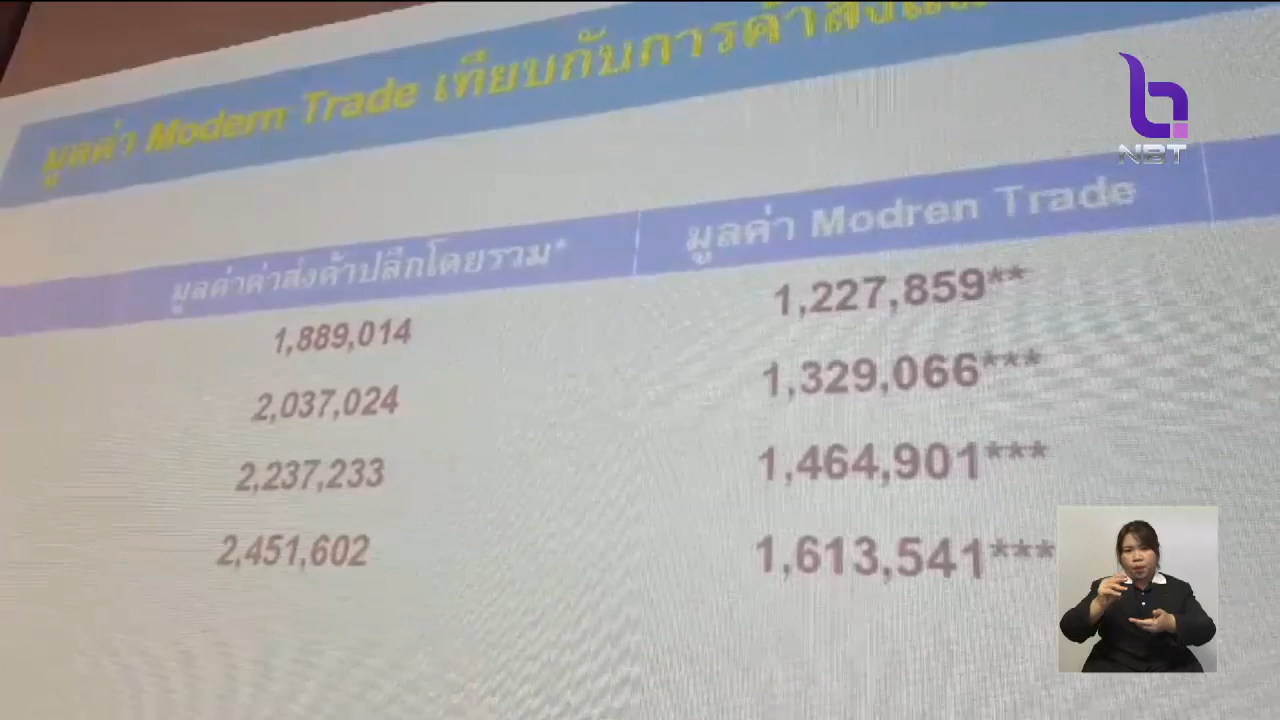 มูลค่า Modern Trade เทียบกับการค้าส่ง
NBT
มูลค่าค่าส่งค้าปลีกโดยรวม* มูลค่า Modren Trade
1,889,014 1,227,859**
2,037,024 1,329,066***
2,237,233 1,464,901***
2,451,602 1,613,541***